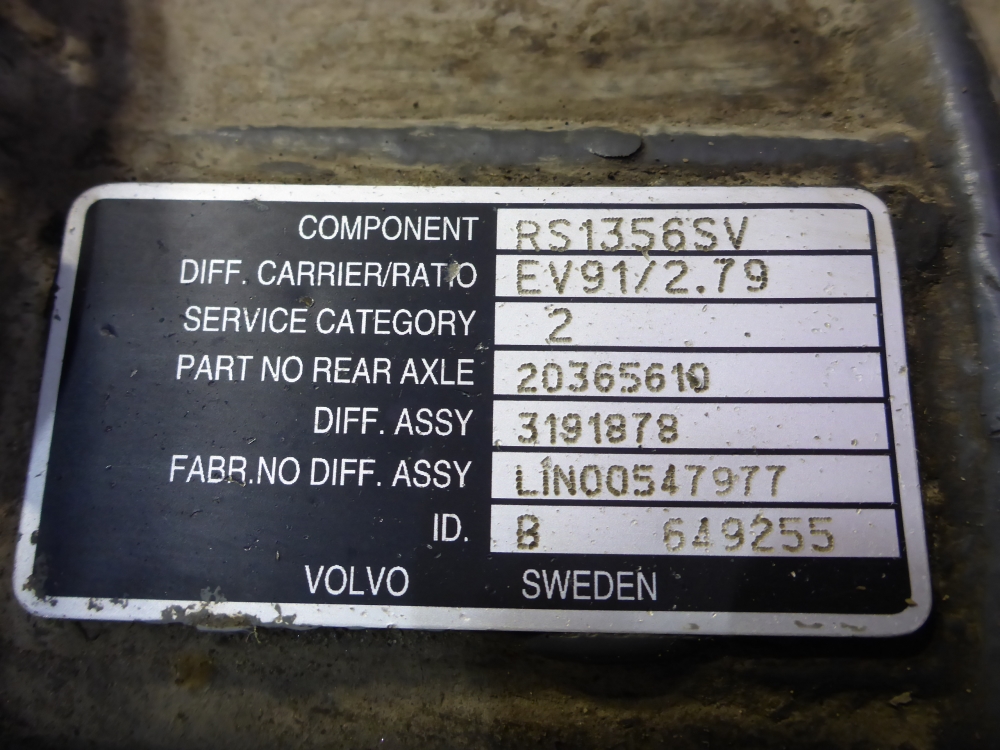 COMPONENT RS1356SV
DIFF. CARRIER/RATIO EV91/2.79
SERVICE CATEGORY 2
PART NO REAR AXLE 20365610
DIFF. ASSY 3191878
FABR.NO DIFF. ASSY LIN00547977
ID. B 649255
VOLVO SWEDEN